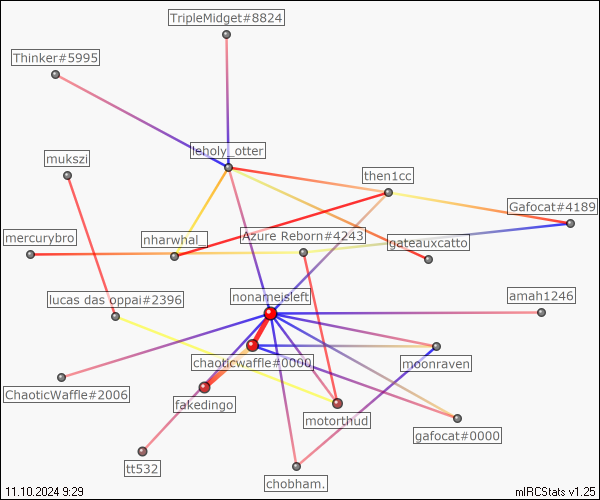 TripleMidget#8824
Thinker#5995
leholy_otter
mukszi
then1cc
Gafocat#4189
mercurybro
nharwhal_
Azure Reborn#4243
gateauxcatto
lucas das oppai#2396
nonameisleft
amah1246
chaoticwaffle#0000
moonraven
ChaoticWaffle#2006
fakedingo
motorthud
gafocat#0000
tt532
chobham.
11.10.2024 9:29
mIRCStats v1.25